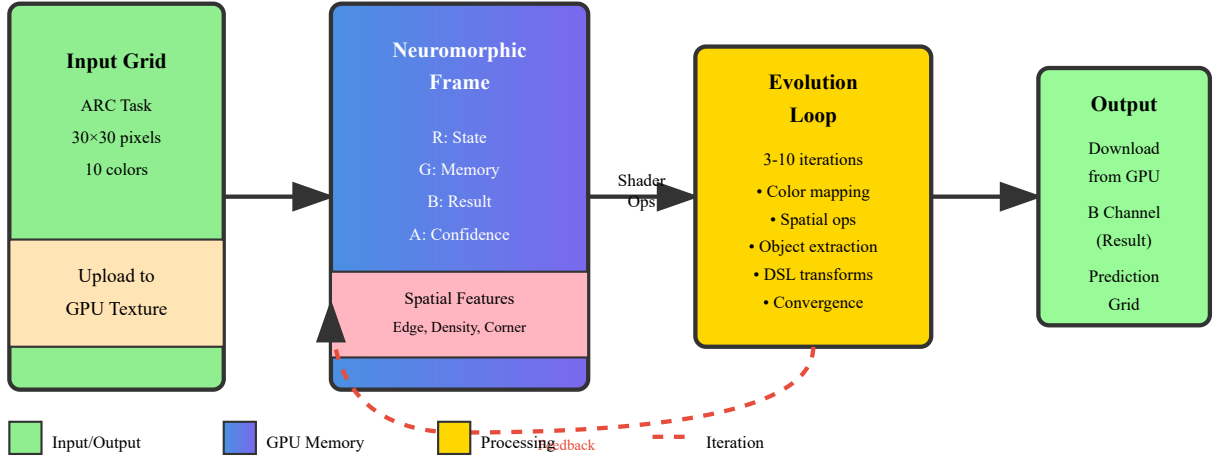 Input Grid
ARC Task
30×30 pixels
10 colors
Upload to
GPU Texture
Neuromorphic
Frame
R: State
G: Memory
B: Result
A: Confidence
Spatial Features
Edge, Density, Corner
Shader
Ops
Evolution
Loop
3-10 iterations
• Color mapping
• Spatial ops
• Object extraction
• DSL transforms
• Convergence
Output
Download
from GPU
B Channel
(Result)
Prediction
Grid
Feedback
Input/Output
GPU Memory
Processing
Iteration